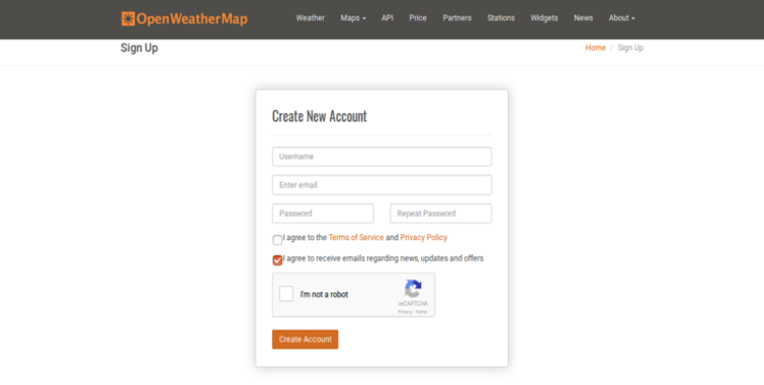 OpenWeatherMap Weather Maps API Price Partners Stations Widgets News About
Sign Up Home / Sign Up
Create New Account
Username
Enter email
Password Repeat Password
I agree to the Terms of Service and Privacy Policy
I agree to receive emails regarding news, updates and offers
I'm not a robot
reCAPTCHA
Privacy - Terms
Create Account